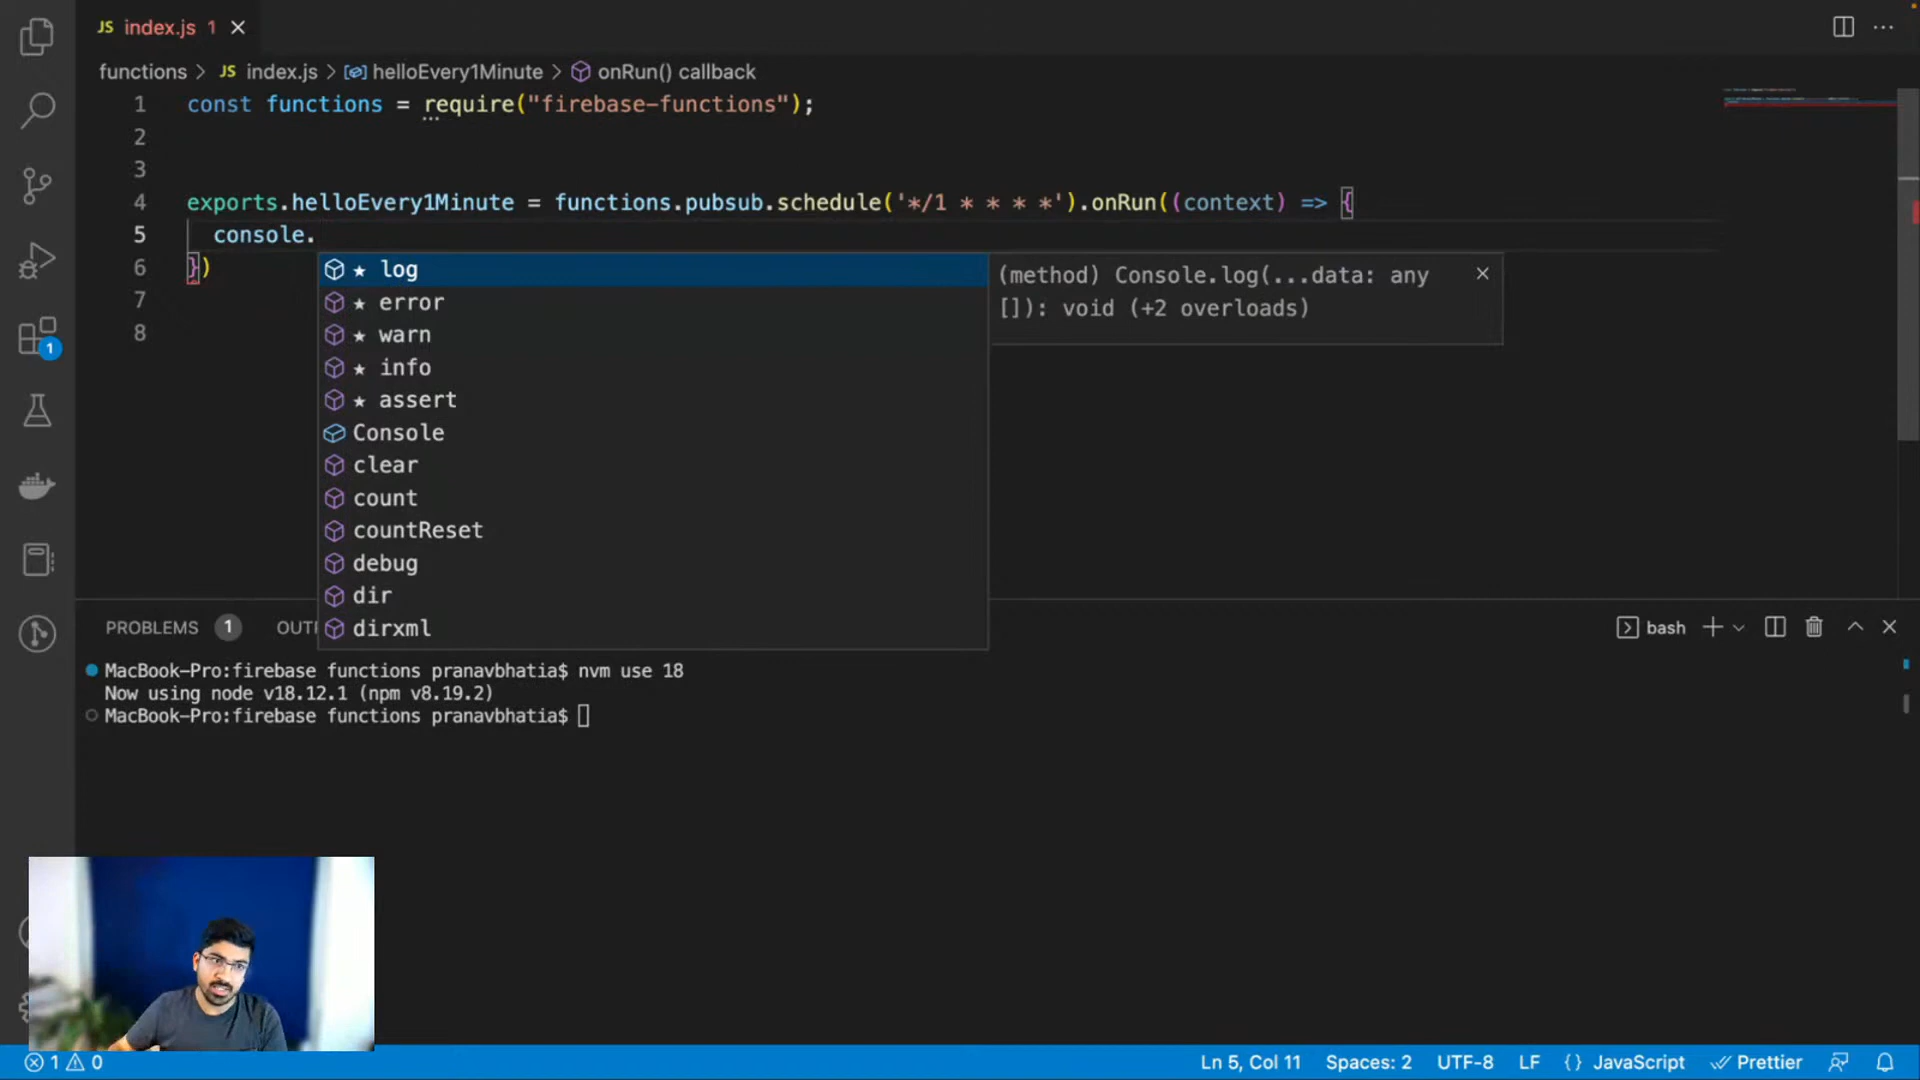 JS index.js 1
functions > JS index.js > helloEvery1Minute > onRun() callback
1 const functions = require("firebase-functions");
2
3
4 exports.helloEvery1Minute = functions.pubsub.schedule('*/1 * * * *').onRun((context) => {
5 console.
6 })
7
8
★ log
★ error
★ warn
★ info
★ assert
Console
clear
count
countReset
debug
dir
dirxml
(method) Console.log(...data: any
[]): void (+2 overloads)
1
PROBLEMS 1 OUT
bash
MacBook-Pro:firebase functions pranavbhatia$ nvm use 18
Now using node v18.12.1 (npm v8.19.2)
MacBook-Pro:firebase functions pranavbhatia$
1 0
Ln 5, Col 11 Spaces: 2 UTF-8 LF {} JavaScript Prettier